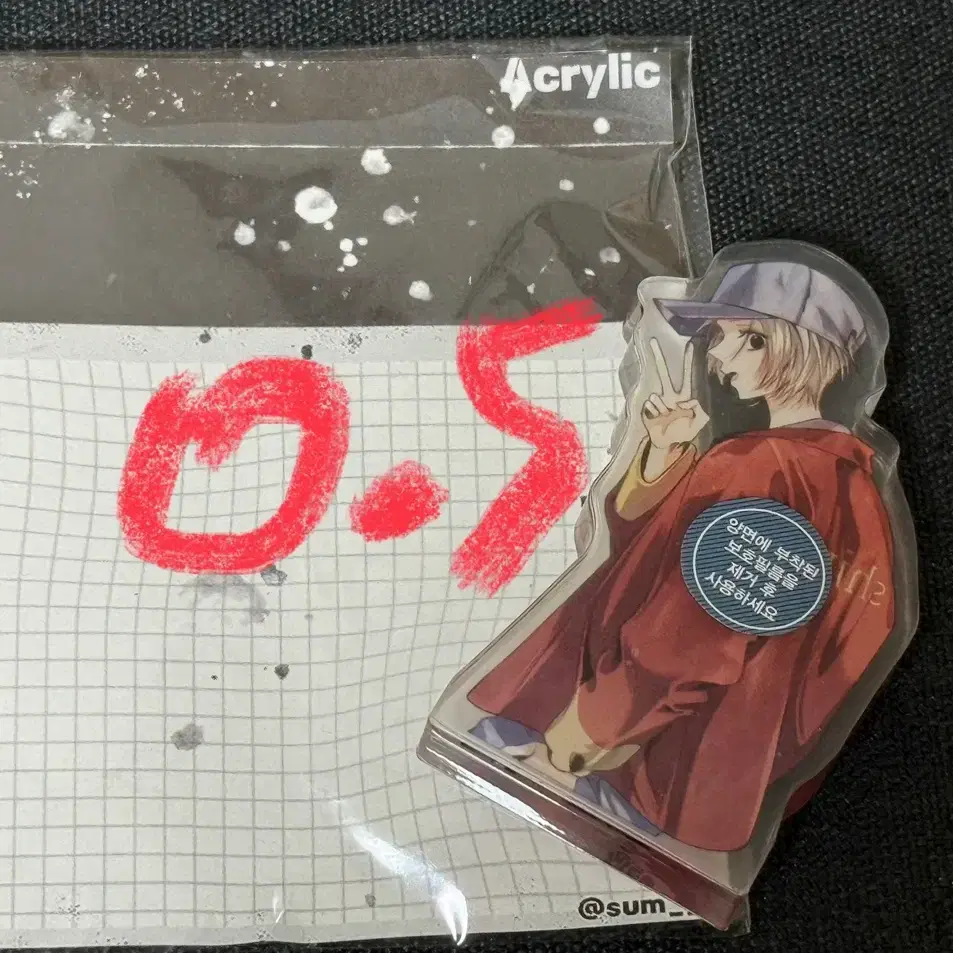 Acrylic
0.5
양면에 부착된
보호필름을
제거 후
사용하세요
@sum_